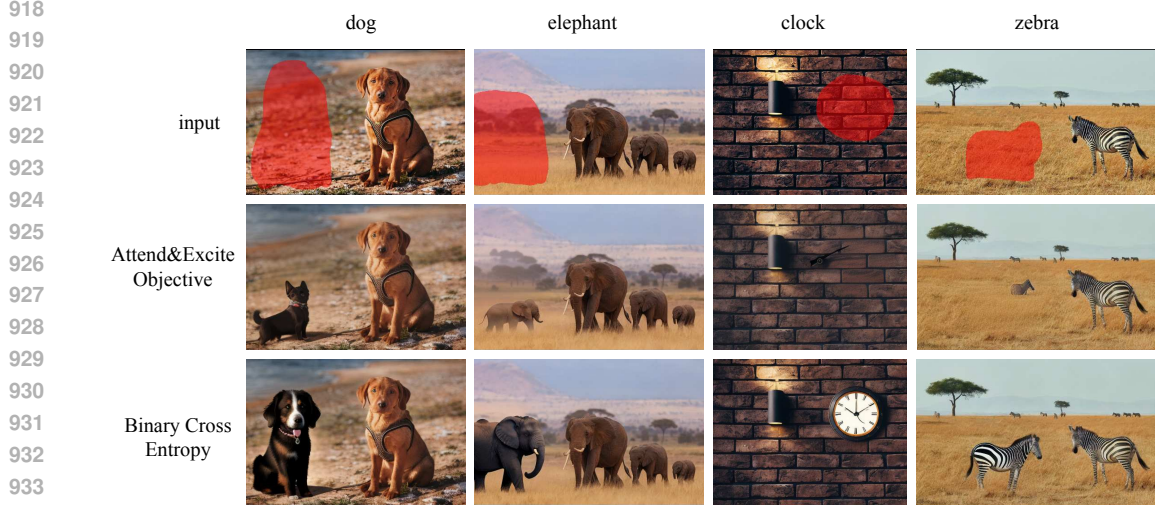 918
dog elephant clock zebra
919
920
921
input
922
923
924
925
Attend&Excite
926
Objective
927
928
929
930
931
Binary Cross
932
Entropy
933